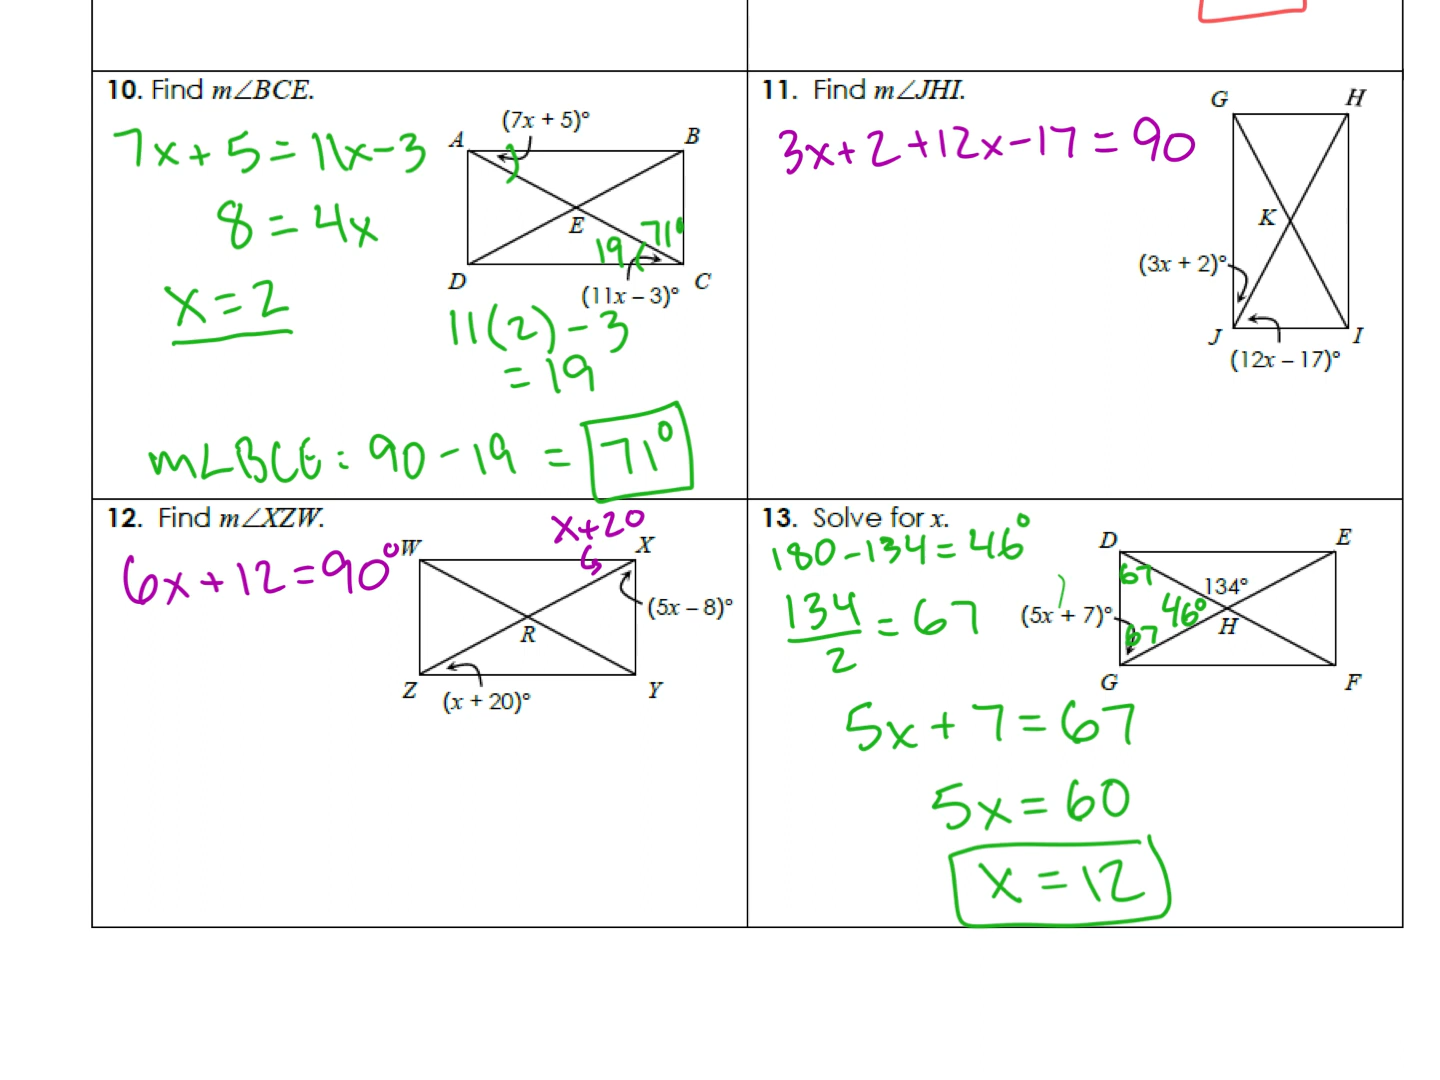 10. Find m∠BCE.
7x + 5 = 11x - 3
8 = 4x
x = 2
(7x + 5)°
A
B
E
19
71°
D
C
(11x – 3)°
11(2) - 3
= 19
m∠BCE: 90 - 19 = 71°
11. Find m∠JHI.
3x + 2 + 12x - 17 = 90
G
H
K
(3x + 2)°
J
I
(12x – 17)°
12. Find m∠XZW.
6x + 12 = 90°
x + 20
W
X
(5x – 8)°
R
Z
Y
(x + 20)°
13. Solve for x.
180 - 134 = 46°
134
2
= 67
D
E
67
134°
(5x + 7)°
46°
67
H
G
F
5x + 7 = 67
5x = 60
x = 12